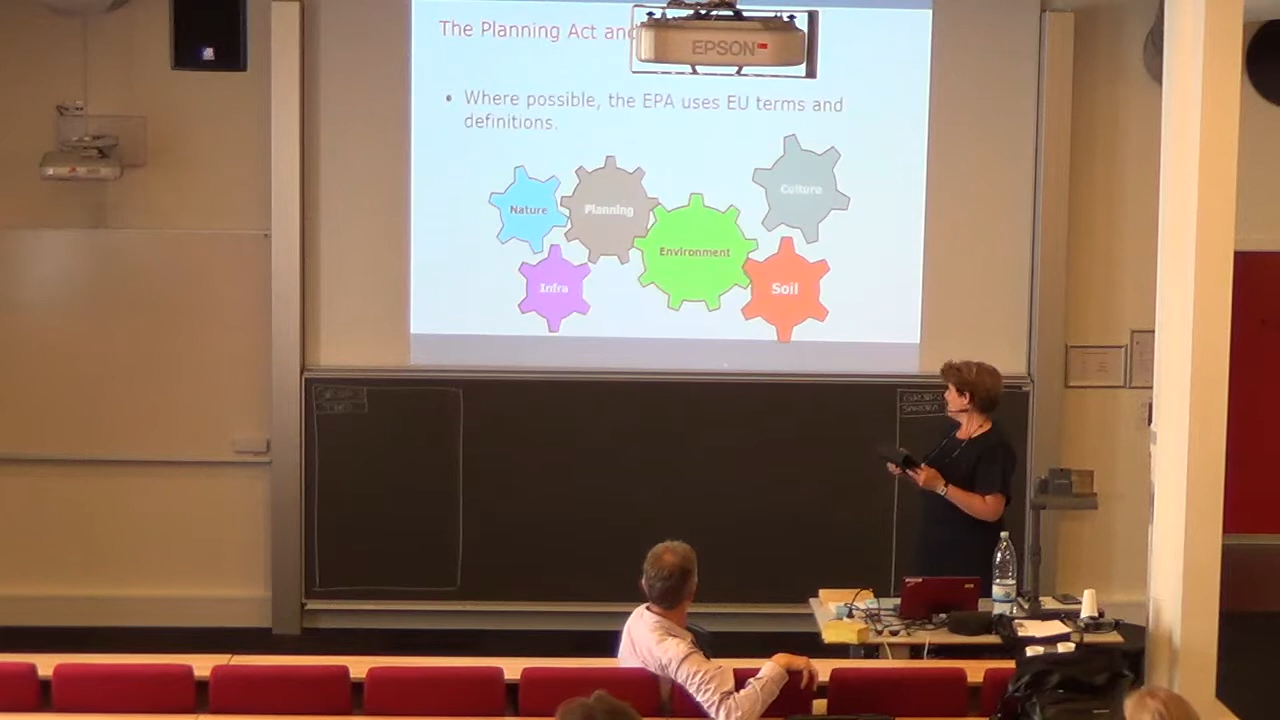 The Planning Act and
EPSON
• Where possible, the EPA uses EU terms and
definitions.
Culture
Nature
Planning
Environment
Infra
Soil